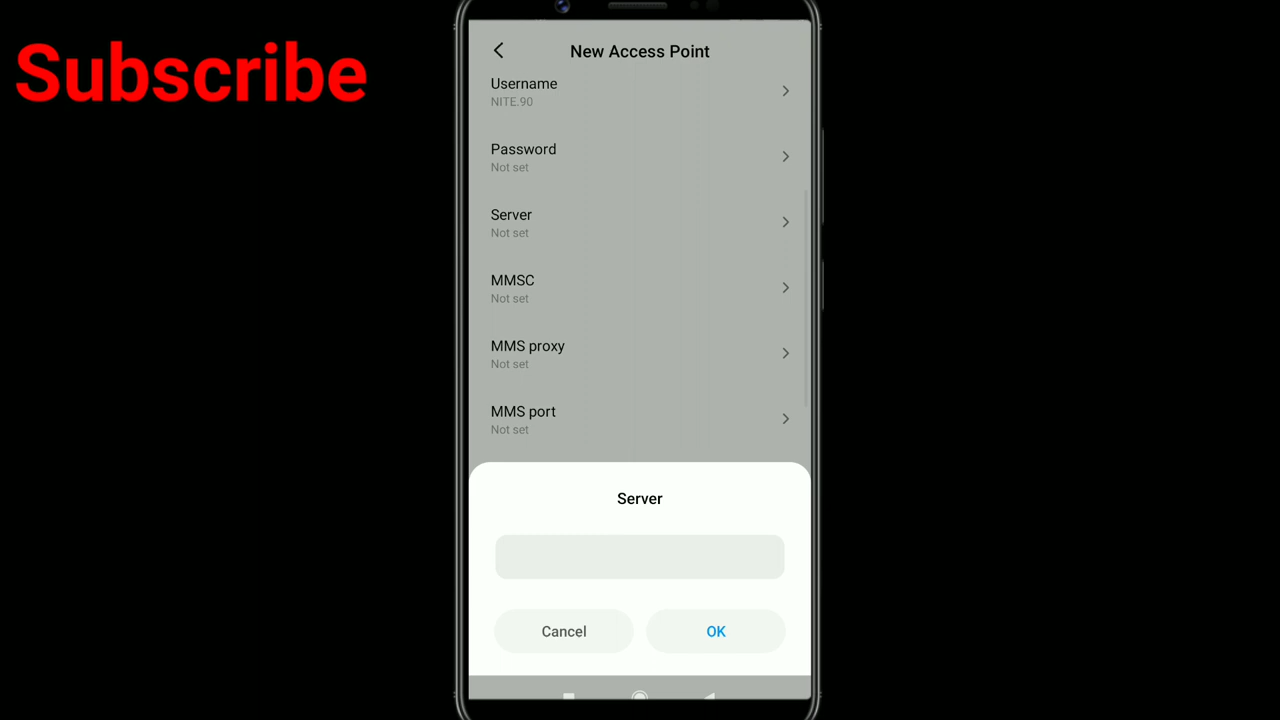 Subscribe
New Access Point
Username
NITE.90
Password
Not set
Server
Not set
MMSC
Not set
MMS proxy
Not set
MMS port
Not set
Server
Cancel
OK